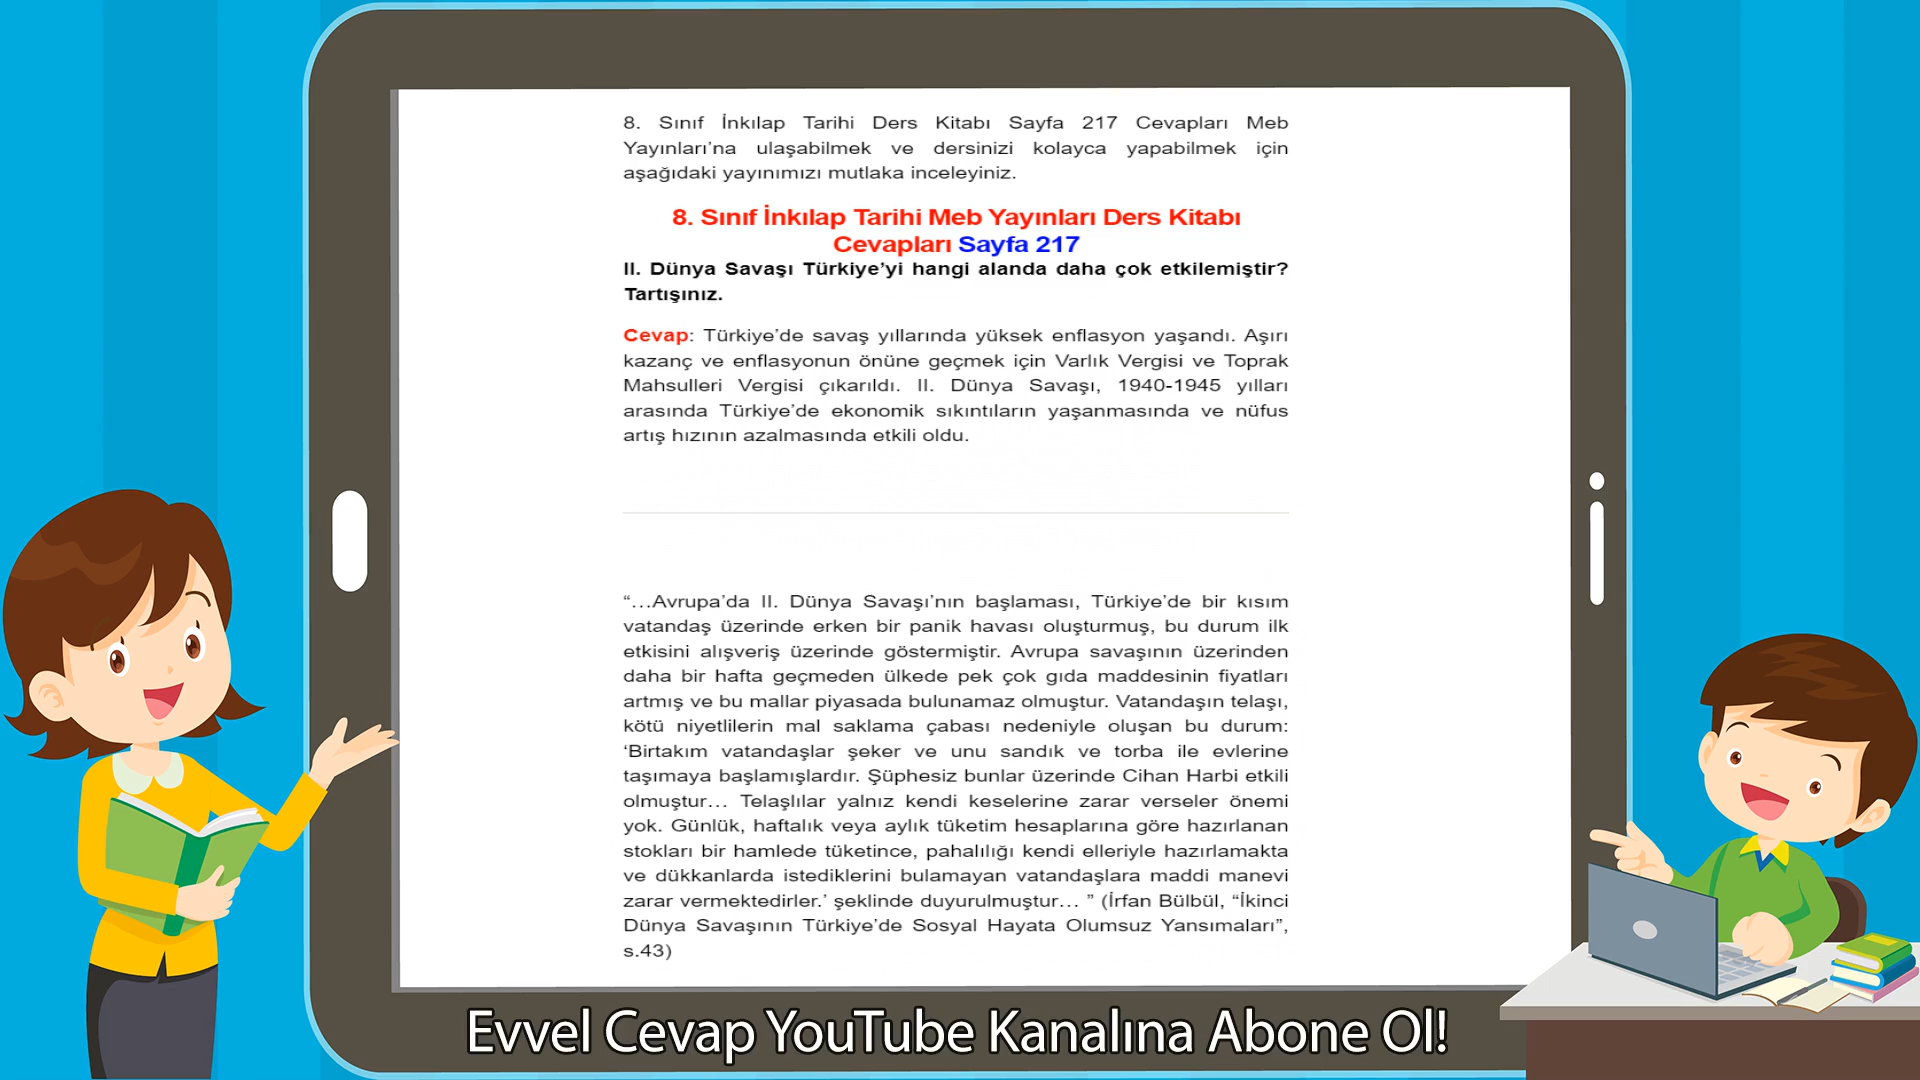 8. Sınıf İnkılap Tarihi Ders Kitabı Sayfa 217 Cevapları Meb
Yayınları’na ulaşabilmek ve dersinizi kolayca yapabilmek için
aşağıdaki yayınımızı mutlaka inceleyiniz.
8. Sınıf İnkılap Tarihi Meb Yayınları Ders Kitabı
Cevapları Sayfa 217
II. Dünya Savaşı Türkiye’yi hangi alanda daha çok etkilemiştir?
Tartışınız.
Cevap: Türkiye’de savaş yıllarında yüksek enflasyon yaşandı. Aşırı
kazanç ve enflasyonun önüne geçmek için Varlık Vergisi ve Toprak
Mahsulleri Vergisi çıkarıldı. II. Dünya Savaşı, 1940-1945 yılları
arasında Türkiye’de ekonomik sıkıntıların yaşanmasında ve nüfus
artış hızının azalmasında etkili oldu.
“…Avrupa’da II. Dünya Savaşı’nın başlaması, Türkiye’de bir kısım
vatandaş üzerinde erken bir panik havası oluşturmuş, bu durum ilk
etkisini alışveriş üzerinde göstermiştir. Avrupa savaşının üzerinden
daha bir hafta geçmeden ülkede pek çok gıda maddesinin fiyatları
artmış ve bu mallar piyasada bulunamaz olmuştur. Vatandaşın telaşı,
kötü niyetlilerin mal saklama çabası nedeniyle oluşan bu durum:
‘Birtakım vatandaşlar şeker ve unu sandık ve torba ile evlerine
taşımaya başlamışlardır. Şüphesiz bunlar üzerinde Cihan Harbi etkili
olmuştur… Telaşlılar yalnız kendi keselerine zarar verseler önemi
yok. Günlük, haftalık veya aylık tüketim hesaplarına göre hazırlanan
stokları bir hamlede tüketince, pahalılığı kendi elleriyle hazırlamakta
ve dükkanlarda istediklerini bulamayan vatandaşlara maddi manevi
zarar vermektedirler.’ şeklinde duyurulmuştur… ” (İrfan Bülbül, “İkinci
Dünya Savaşının Türkiye’de Sosyal Hayata Olumsuz Yansımaları”,
s.43)
Evvel Cevap YouTube Kanalına Abone Ol!